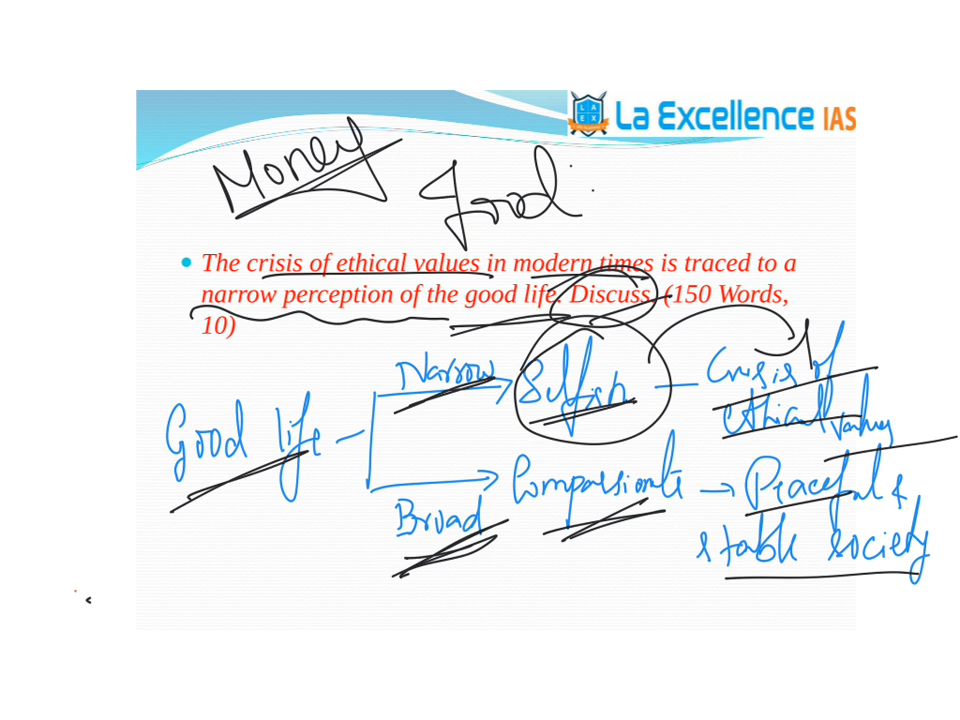 La Excellence IAS
Money
Good
• The crisis of ethical values in modern times is traced to a
narrow perception of the good life. Discuss. (150 Words,
10)
Narrow Selfish - Crisis of
ethical values
Good life -
Compassionate → Peaceful &
Broad
stable society